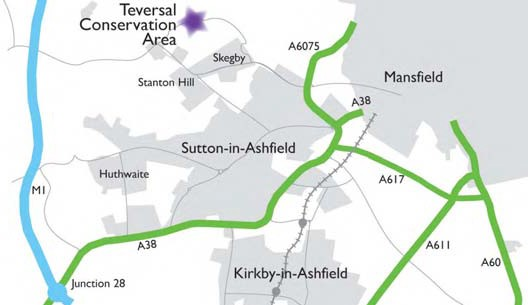 Teversal
Conservation
Area
Skegby
Stanton Hill
A6075
Mansfield
A38
Sutton-in-Ashfield
Huthwaite
A617
M1
A38
A611
A60
Junction 28
Kirkby-in-Ashfield